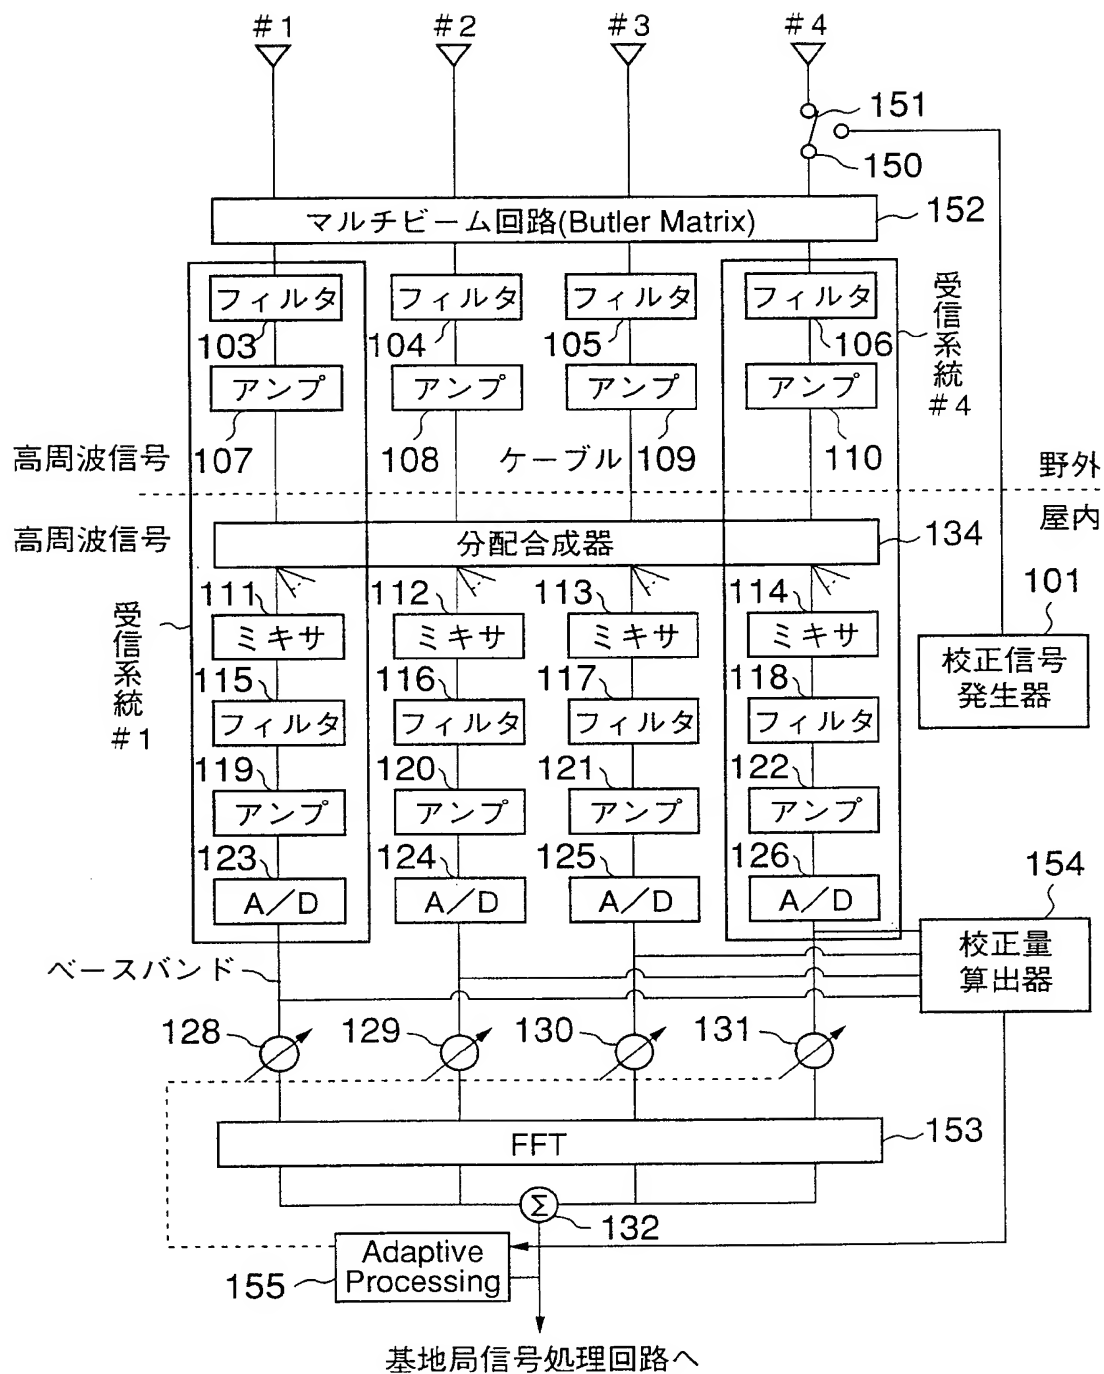 #1 #2 #3 #4
151
150
マルチビーム回路(Butler Matrix) 152
フィルタ フィルタ フィルタ フィルタ
103 104 105 106
受信系統#4
アンプ アンプ アンプ アンプ
高周波信号 107 108 ケーブル 109 110 野外
高周波信号 分配合成器 134 屋内
111 112 113 114
ミキサ ミキサ ミキサ ミキサ
101
校正信号
発生器
受信系統#1
115 116 117 118
フィルタ フィルタ フィルタ フィルタ
119 120 121 122
アンプ アンプ アンプ アンプ
123 124 125 126
A/D A/D A/D A/D
154
校正量
算出器
ベースバンド
128 129 130 131
FFT 153
Σ
132
Adaptive
Processing
155
基地局信号処理回路へ